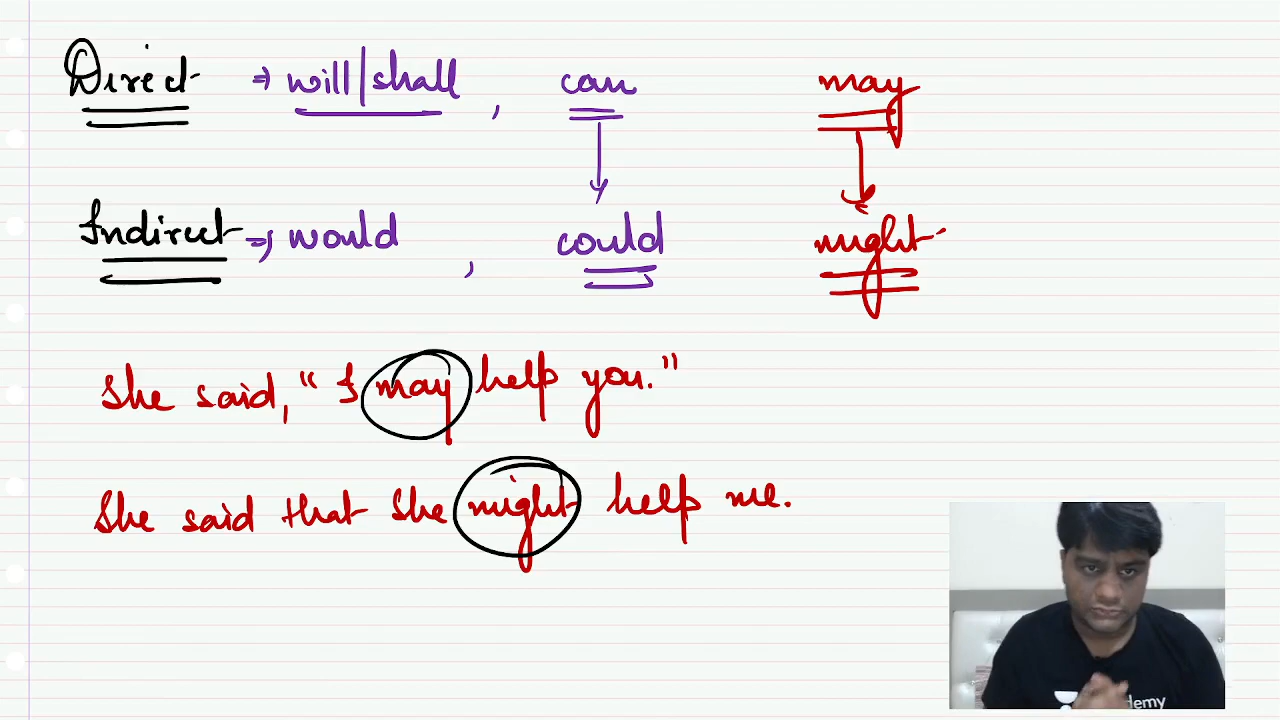 Direct ⇒ will/shall, can may
Indirect ⇒ would, could might
She said, "I may help you."
She said that she might help me.
demy